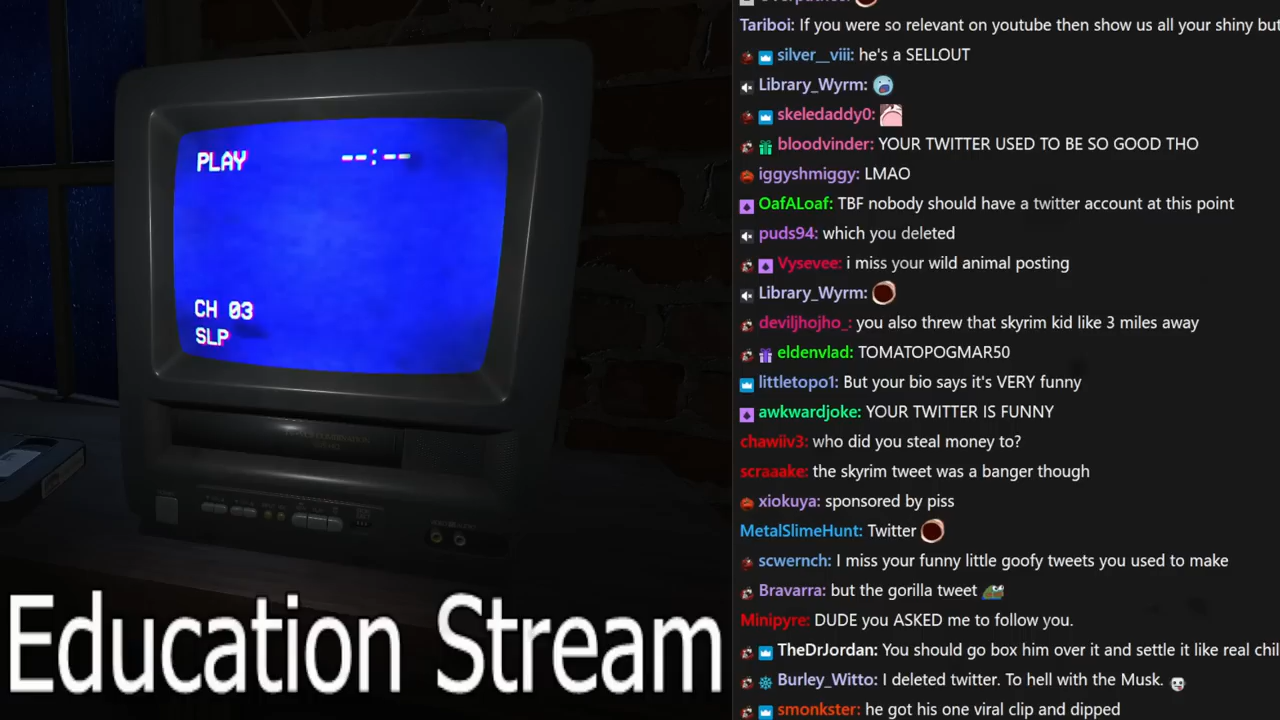 PLAY --:--
CH 03
SLP
Education Stream
Tariboi: If you were so relevant on youtube then show us all your shiny but
silver__viii: he's a SELLOUT
Library_Wyrm:
skeledaddy0:
bloodvinder: YOUR TWITTER USED TO BE SO GOOD THO
iggyshmiggy: LMAO
OafALoaf: TBF nobody should have a twitter account at this point
puds94: which you deleted
Vysevee: i miss your wild animal posting
Library_Wyrm:
deviljhojho_: you also threw that skyrim kid like 3 miles away
eldenvlad: TOMATOPOGMAR50
littletopo1: But your bio says it's VERY funny
awkwardjoke: YOUR TWITTER IS FUNNY
chawiiv3: who did you steal money to?
scraaake: the skyrim tweet was a banger though
xiokuya: sponsored by piss
MetalSlimeHunt: Twitter
scwernch: I miss your funny little goofy tweets you used to make
Bravarra: but the gorilla tweet
Minipyre: DUDE you ASKED me to follow you.
TheDrJordan: You should go box him over it and settle it like real chil
Burley_Witto: I deleted twitter. To hell with the Musk.
smonkster: he got his one viral clip and dipped